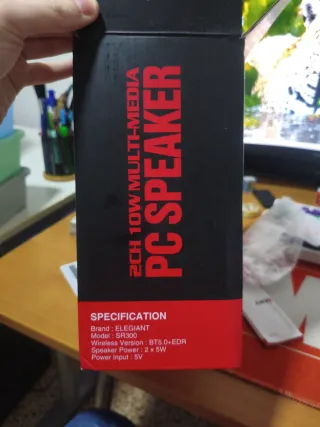 2CH 10W MULTI-MEDIA
PC SPEAKER
SPECIFICATION
Brand : ELEGIANT
Model : SR300
Wireless Version : BT5.0+EDR
Speaker Power : 2 x 5W
Power Input : 5V